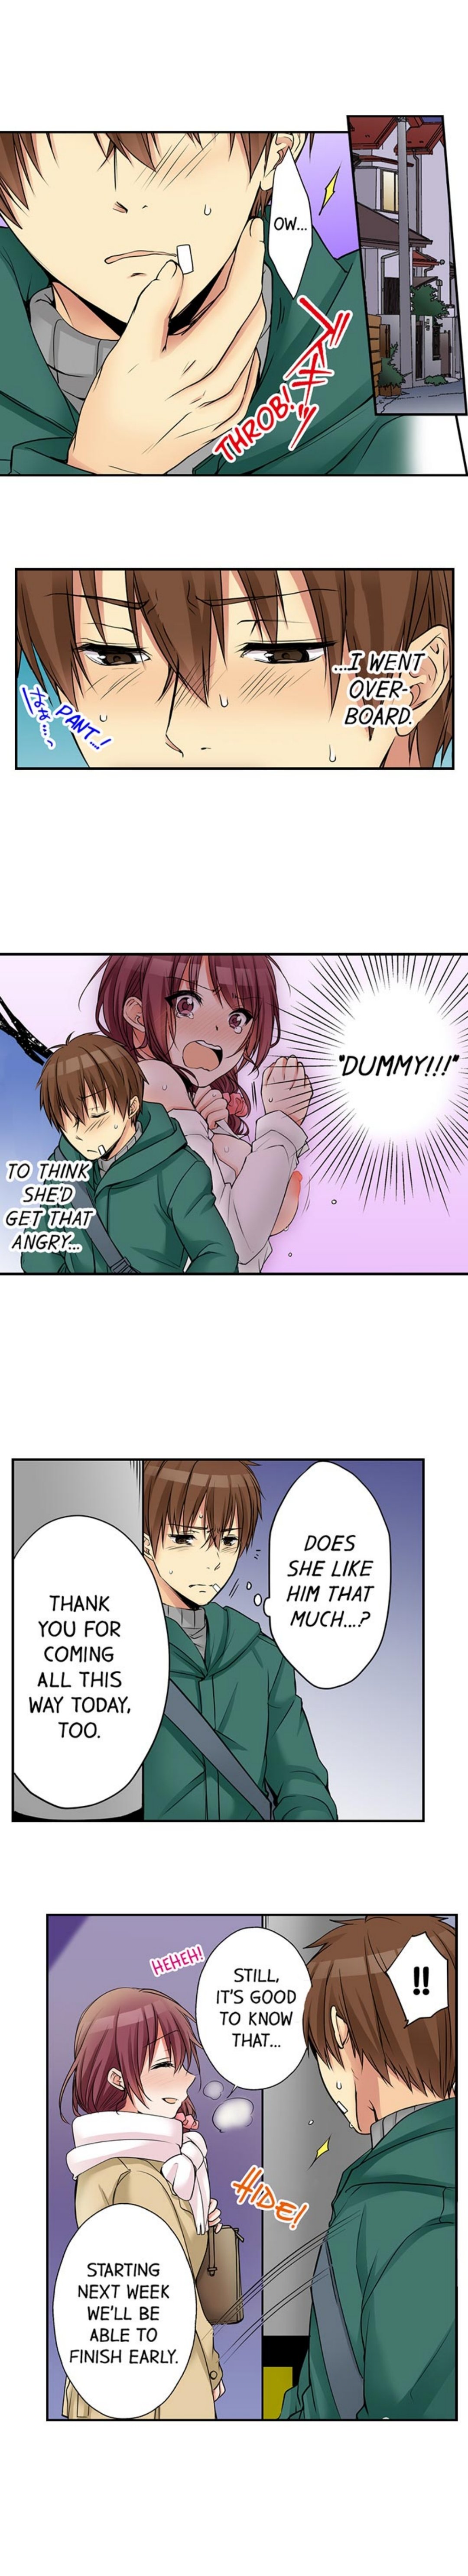 OW...
THROB!
...I WENT
OVER-
BOARD.
PANT...!
"DUMMY!!!"
TO THINK
SHE'D
GET THAT
ANGRY...
DOES
SHE LIKE
HIM THAT
MUCH...?
THANK
YOU FOR
COMING
ALL THIS
WAY TODAY,
TOO.
!!
HEHEH!
STILL,
IT'S GOOD
TO KNOW
THAT...
HIDE!
STARTING
NEXT WEEK
WE'LL BE
ABLE TO
FINISH EARLY.